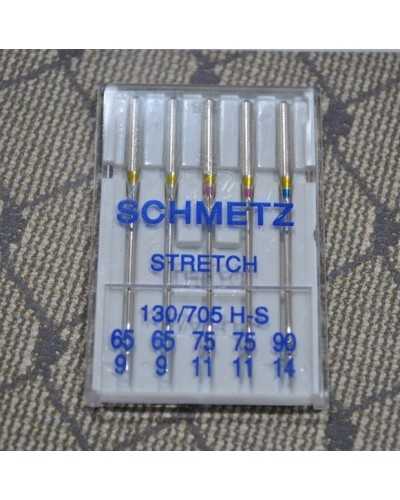 SCHMETZ
STRETCH
130/705 H-S
65 65 75 75 90
9 9 11 11 14